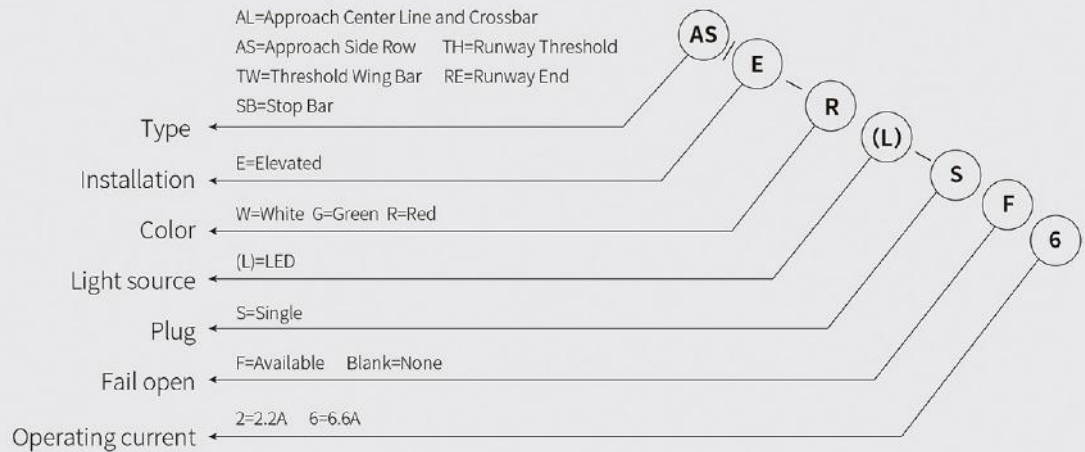 AL=Approach Center Line and Crossbar
AS=Approach Side Row TH=Runway Threshold
TW=Threshold Wing Bar RE=Runway End
SB=Stop Bar
Type
E=Elevated
Installation
W=White G=Green R=Red
Color
(L)=LED
Light source
S=Single
Plug
F=Available Blank=None
Fail open
2=2.2A 6=6.6A
Operating current
AS/E-R(L)-SF6